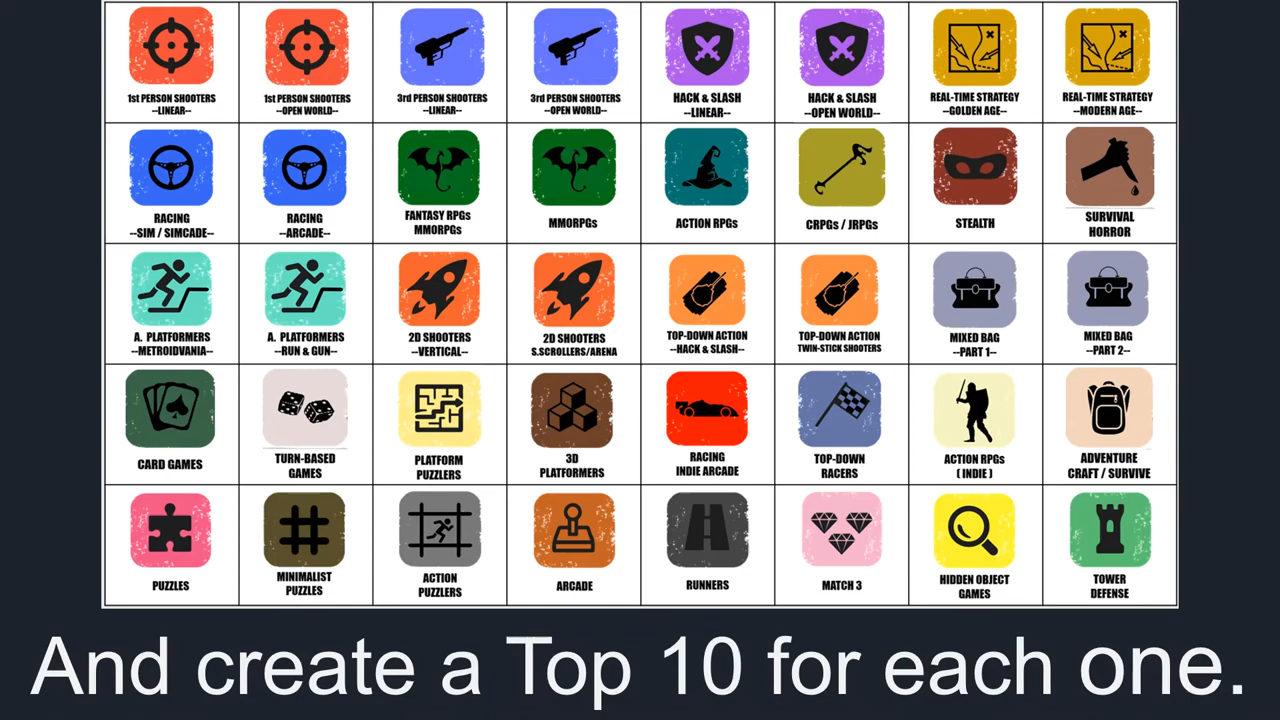 1st PERSON SHOOTERS
--LINEAR--
1st PERSON SHOOTERS
--OPEN WORLD--
3rd PERSON SHOOTERS
--LINEAR--
3rd PERSON SHOOTERS
--OPEN WORLD--
HACK & SLASH
--LINEAR--
HACK & SLASH
--OPEN WORLD--
REAL-TIME STRATEGY
--GOLDEN AGE--
REAL-TIME STRATEGY
--MODERN AGE--
RACING
--SIM / SIMCADE--
RACING
--ARCADE--
FANTASY RPGs
MMORPGs
MMORPGs
ACTION RPGs
CRPGs / JRPGs
STEALTH
SURVIVAL
HORROR
A. PLATFORMERS
--METROIDVANIA--
A. PLATFORMERS
--RUN & GUN--
2D SHOOTERS
--VERTICAL--
2D SHOOTERS
S.SCROLLERS/ARENA
TOP-DOWN ACTION
--HACK & SLASH--
TOP-DOWN ACTION
TWIN-STICK SHOOTERS
MIXED BAG
--PART 1--
MIXED BAG
--PART 2--
CARD GAMES
TURN-BASED
GAMES
PLATFORM
PUZZLERS
3D
PLATFORMERS
RACING
INDIE ARCADE
TOP-DOWN
RACERS
ACTION RPGs
( INDIE )
ADVENTURE
CRAFT / SURVIVE
PUZZLES
MINIMALIST
PUZZLES
ACTION
PUZZLERS
ARCADE
RUNNERS
MATCH 3
HIDDEN OBJECT
GAMES
TOWER
DEFENSE
And create a Top 10 for each one.